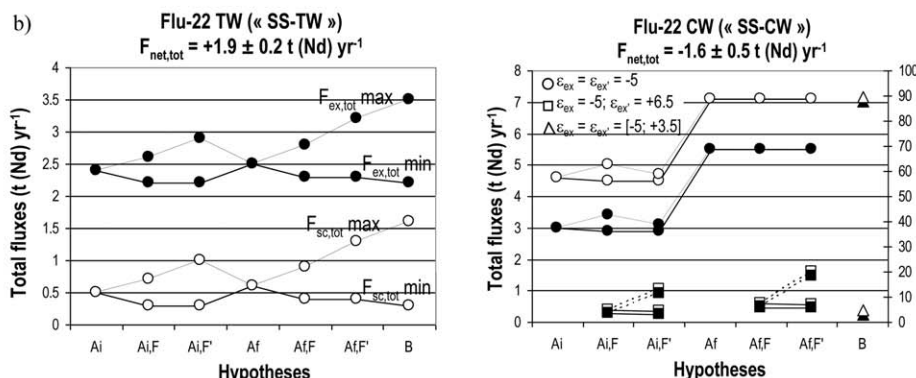 b)
Flu-22 TW (« SS-TW »)
F_net,tot = +1.9 ± 0.2 t (Nd) yr⁻¹
Total fluxes (t (Nd) yr⁻¹)
4
3.5
3
2.5
2
1.5
1
0.5
0
F_ex,tot max
F_ex,tot min
F_sc,tot max
F_sc,tot min
Ai Ai,F Ai,F' Af Af,F Af,F' B
Hypotheses
Flu-22 CW (« SS-CW »)
F_net,tot = -1.6 ± 0.5 t (Nd) yr⁻¹
Total fluxes (t (Nd) yr⁻¹)
8
7
6
5
4
3
2
1
0
ε_ex = ε_ex' = -5
ε_ex = -5; ε_ex' = +6.5
ε_ex = ε_ex' = [-5; +3.5]
100
90
80
70
60
50
40
30
20
10
0
Ai Ai,F Ai,F' Af Af,F Af,F' B
Hypotheses